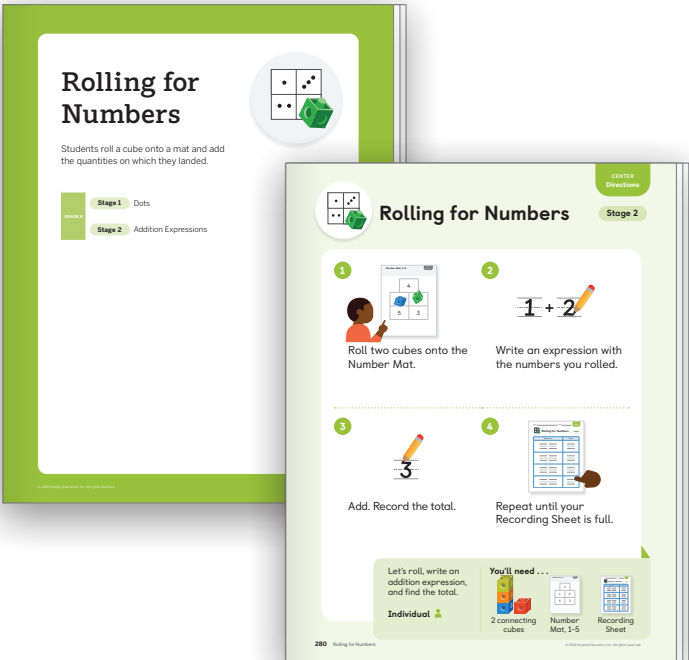 Rolling for
Numbers
Students roll a cube onto a mat and add
the quantities on which they landed.
GRADE K
Stage 1 Dots
Stage 2 Addition Expressions
CENTER
Directions
Rolling for Numbers
Stage 2
1
4
5 3
Roll two cubes onto the
Number Mat.
2
1 + 2
Write an expression with
the numbers you rolled.
3
3
Add. Record the total.
4
Rolling for Numbers
Repeat until your
Recording Sheet is full.
Let's roll, write an
addition expression,
and find the total.
Individual
You'll need . . .
2 connecting
cubes
Number
Mat, 1–5
Recording
Sheet
280 Rolling for Numbers